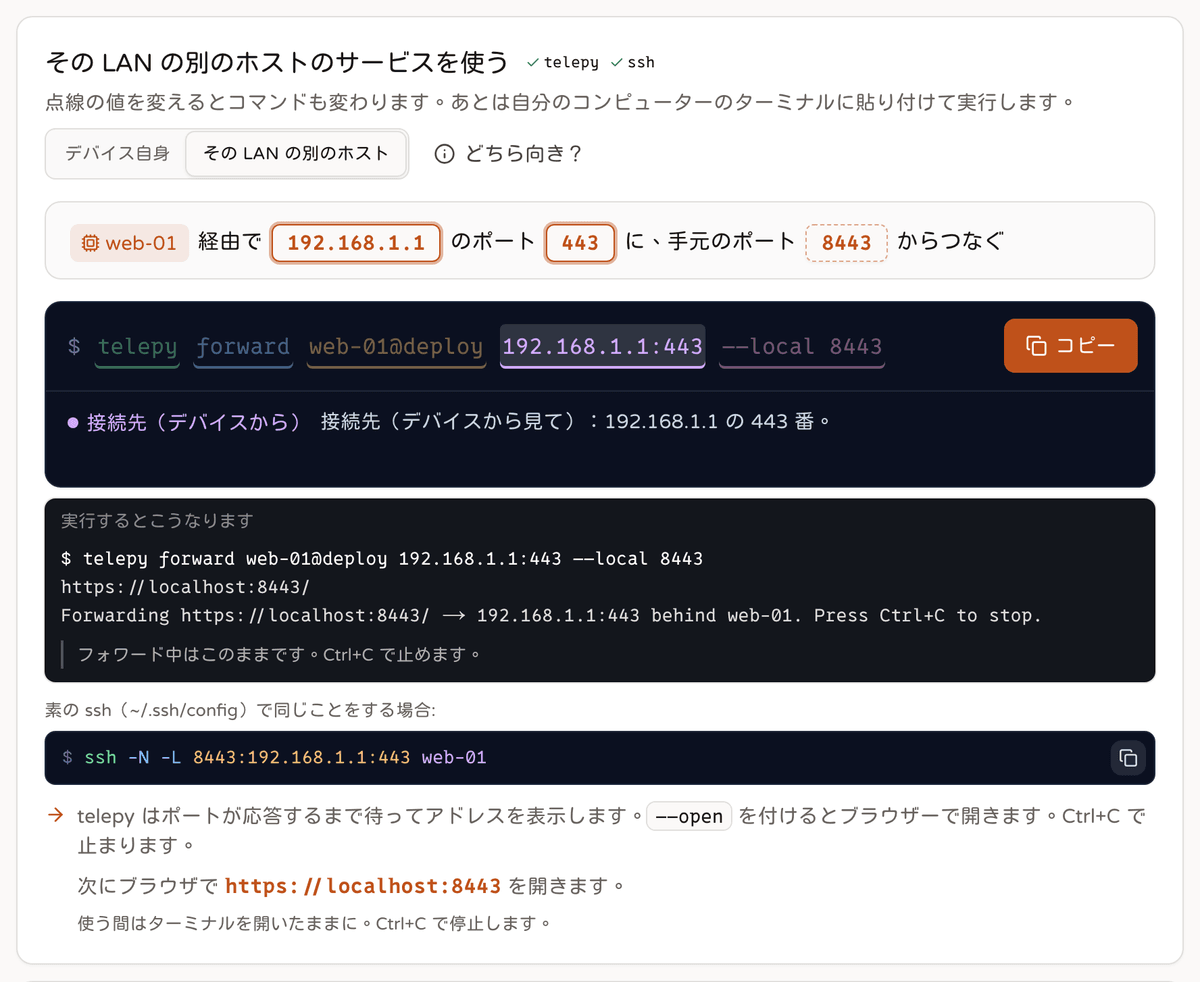 その LAN の別のホストのサービスを使う ✓ telepy ✓ ssh
点線の値を変えるとコマンドも変わります。あとは自分のコンピューターのターミナルに貼り付けて実行します。
デバイス自身 その LAN の別のホスト どちら向き？
web-01 経由で 192.168.1.1 のポート 443 に、手元のポート 8443 からつなぐ
$ telepy forward web-01@deploy 192.168.1.1:443 --local 8443 コピー
● 接続先（デバイスから） 接続先（デバイスから見て）：192.168.1.1 の 443 番。
実行するとこうなります
$ telepy forward web-01@deploy 192.168.1.1:443 --local 8443
https://localhost:8443/
Forwarding https://localhost:8443/ → 192.168.1.1:443 behind web-01. Press Ctrl+C to stop.
フォワード中はこのままです。Ctrl+C で止めます。
素の ssh（~/.ssh/config）で同じことをする場合:
$ ssh -N -L 8443:192.168.1.1:443 web-01
→ telepy はポートが応答するまで待ってアドレスを表示します。 --open を付けるとブラウザーで開きます。Ctrl+C で
止まります。
次にブラウザで https://localhost:8443 を開きます。
使う間はターミナルを開いたままに。Ctrl+C で停止します。